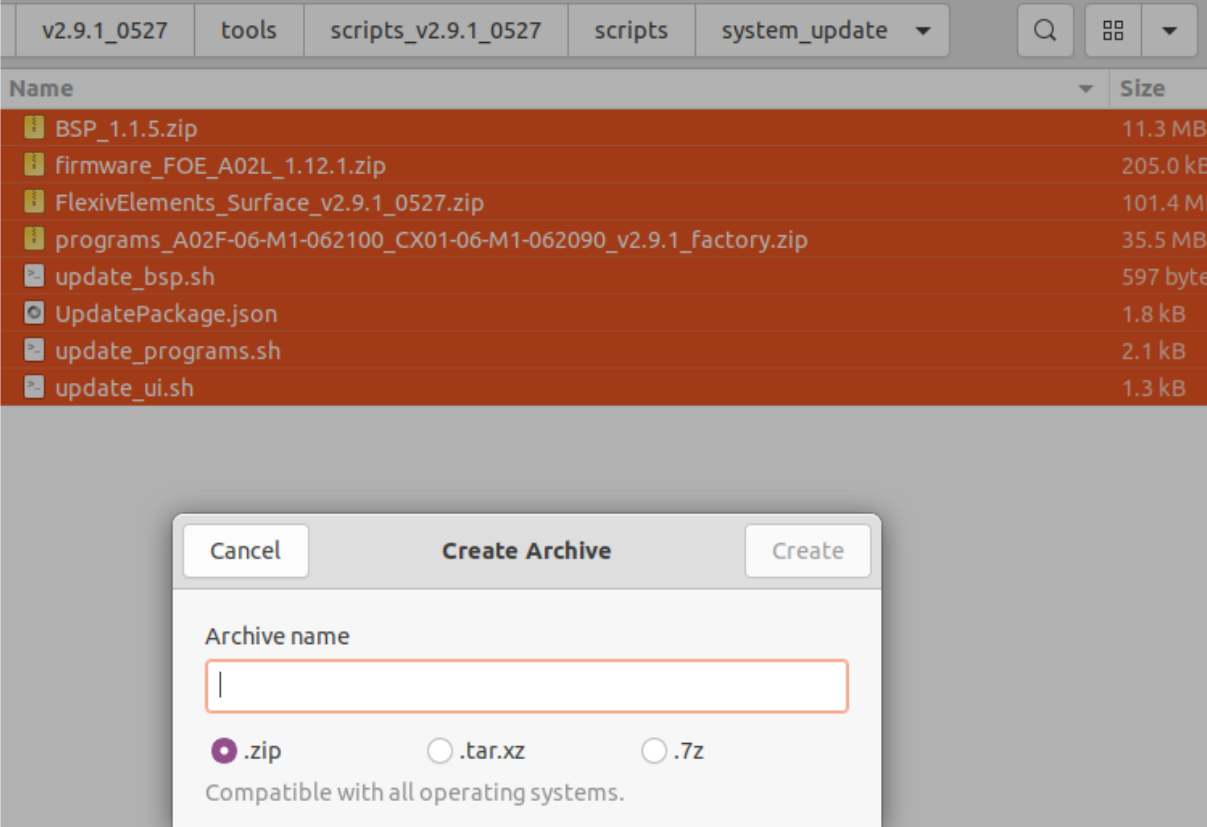 v2.9.1_0527 tools scripts_v2.9.1_0527 scripts system_update
Name Size
BSP_1.1.5.zip 11.3 MB
firmware_FOE_A02L_1.12.1.zip 205.0 kB
FlexivElements_Surface_v2.9.1_0527.zip 101.4 M
programs_A02F-06-M1-062100_CX01-06-M1-062090_v2.9.1_factory.zip 35.5 MB
update_bsp.sh 597 byte
UpdatePackage.json 1.8 kB
update_programs.sh 2.1 kB
update_ui.sh 1.3 kB
Cancel Create Archive Create
Archive name
.zip .tar.xz .7z
Compatible with all operating systems.